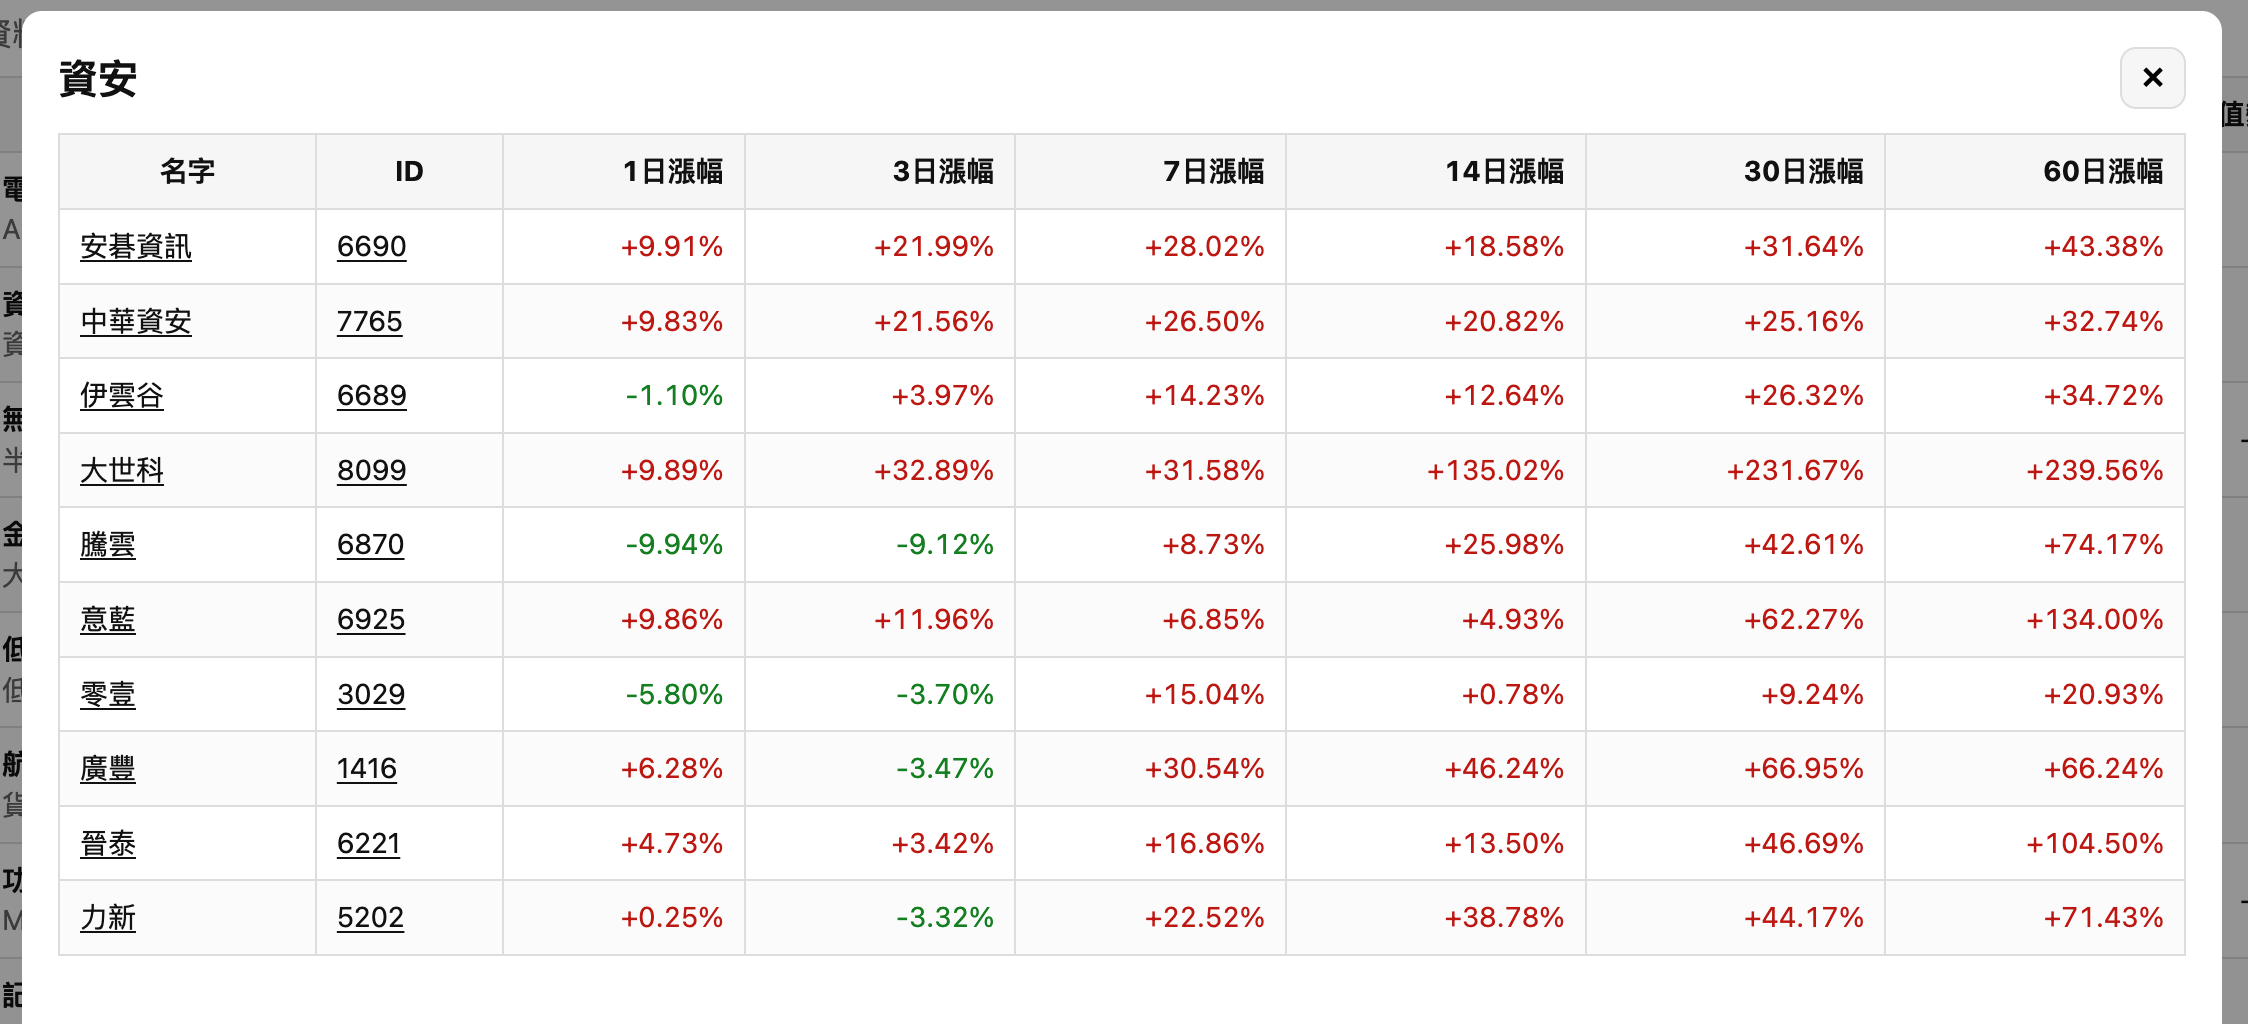 資安
×
名字 ID 1日漲幅 3日漲幅 7日漲幅 14日漲幅 30日漲幅 60日漲幅
安碁資訊 6690 +9.91% +21.99% +28.02% +18.58% +31.64% +43.38%
中華資安 7765 +9.83% +21.56% +26.50% +20.82% +25.16% +32.74%
伊雲谷 6689 -1.10% +3.97% +14.23% +12.64% +26.32% +34.72%
大世科 8099 +9.89% +32.89% +31.58% +135.02% +231.67% +239.56%
騰雲 6870 -9.94% -9.12% +8.73% +25.98% +42.61% +74.17%
意藍 6925 +9.86% +11.96% +6.85% +4.93% +62.27% +134.00%
零壹 3029 -5.80% -3.70% +15.04% +0.78% +9.24% +20.93%
廣豐 1416 +6.28% -3.47% +30.54% +46.24% +66.95% +66.24%
晉泰 6221 +4.73% +3.42% +16.86% +13.50% +46.69% +104.50%
力新 5202 +0.25% -3.32% +22.52% +38.78% +44.17% +71.43%